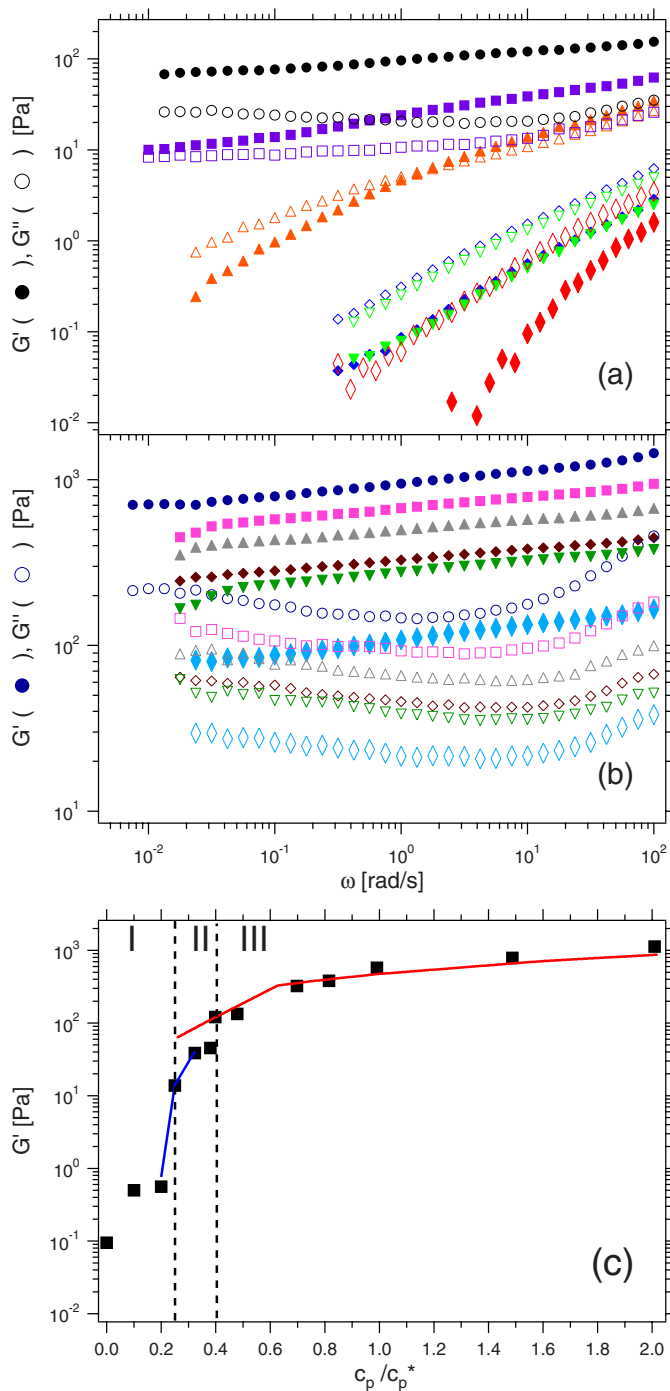 10²
10¹
10⁰
10⁻¹
10⁻²
G' ( ● ), G'' ( ○ ) [Pa]
(a)
10³
10²
10¹
G' ( ● ), G'' ( ○ ) [Pa]
(b)
10⁻² 10⁻¹ 10⁰ 10¹ 10²
ω [rad/s]
I II III
10³
10²
10¹
10⁰
10⁻¹
10⁻²
G' [Pa]
(c)
0.0 0.2 0.4 0.6 0.8 1.0 1.2 1.4 1.6 1.8 2.0
cₚ /cₚ*